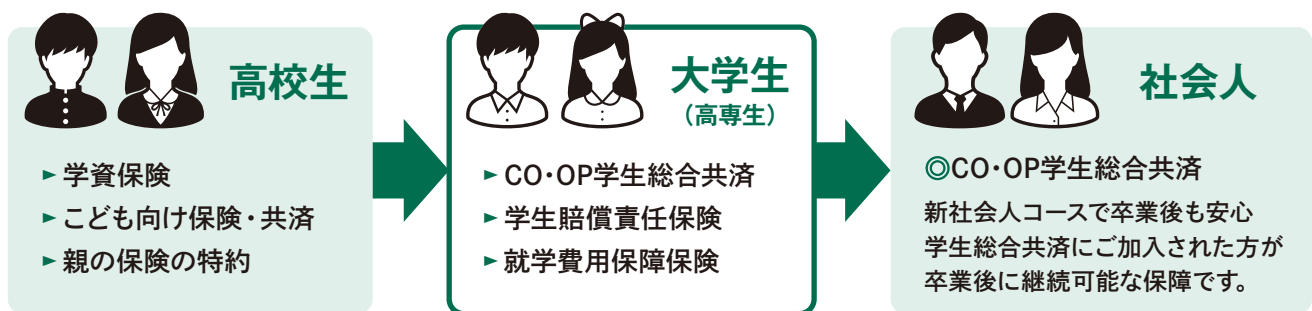 高校生
► 学資保険
► こども向け保険・共済
► 親の保険の特約
大学生
（高専生）
► CO・OP学生総合共済
► 学生賠償責任保険
► 就学費用保障保険
社会人
◎CO・OP学生総合共済
新社会人コースで卒業後も安心
学生総合共済にご加入された方が
卒業後に継続可能な保障です。